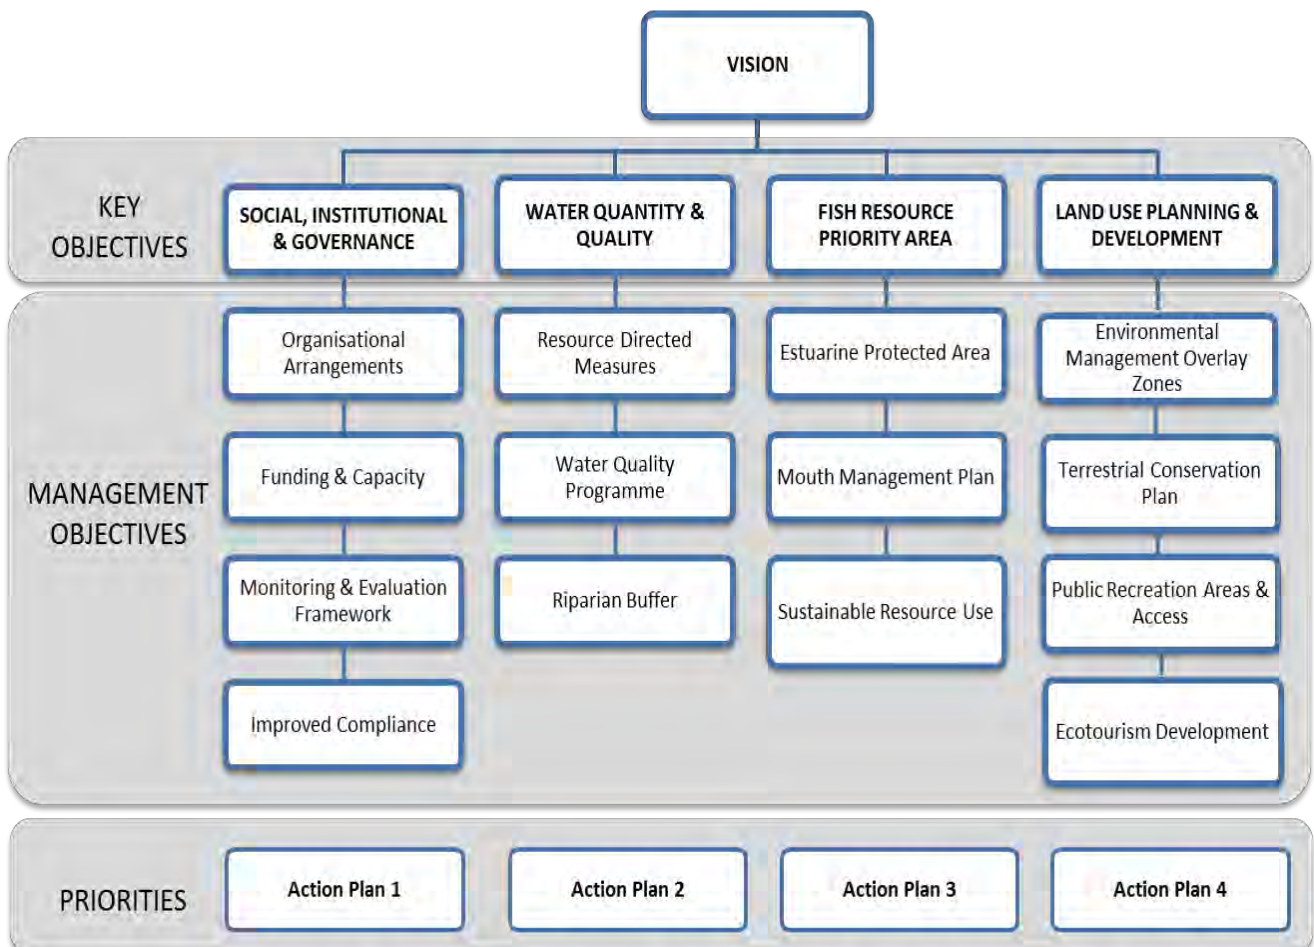 VISION
KEY
OBJECTIVES
SOCIAL, INSTITUTIONAL
& GOVERNANCE
WATER QUANTITY &
QUALITY
FISH RESOURCE
PRIORITY AREA
LAND USE PLANNING &
DEVELOPMENT
MANAGEMENT
OBJECTIVES
Organisational
Arrangements
Resource Directed
Measures
Estuarine Protected Area
Environmental
Management Overlay
Zones
Funding & Capacity
Water Quality
Programme
Mouth Management Plan
Terrestrial Conservation
Plan
Monitoring & Evaluation
Framework
Riparian Buffer
Sustainable Resource Use
Public Recreation Areas &
Access
Improved Compliance
Ecotourism Development
PRIORITIES
Action Plan 1
Action Plan 2
Action Plan 3
Action Plan 4